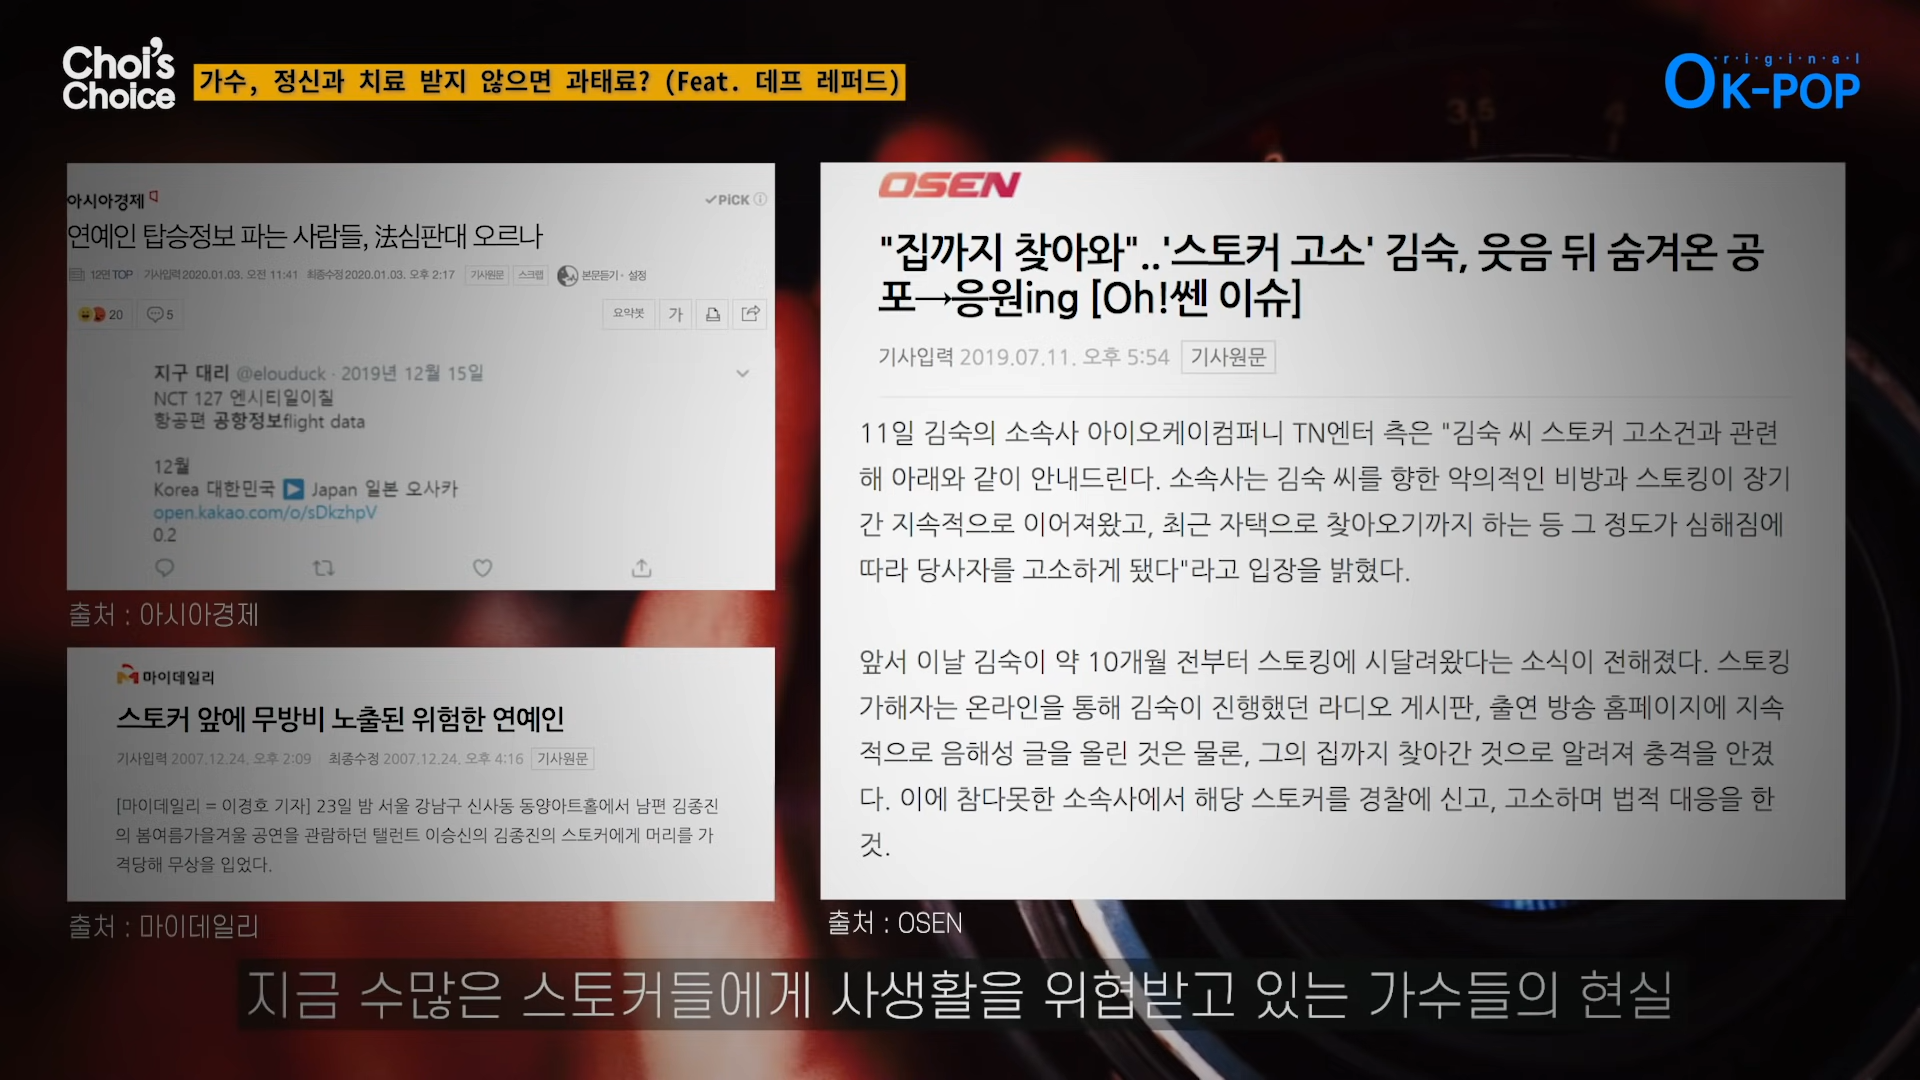 Choi's
Choice
가수, 정신과 치료 받지 않으면 과태료? (Feat. 데프 레퍼드)
Original
OK-POP
3.5
4
아시아경제
PiCK
연예인 탑승정보 파는 사람들, 法심판대 오르나
12면 TOP 기사입력 2020.01.03. 오전 11:41 최종수정 2020.01.03. 오후 2:17 기사원문 스크랩 본문듣기 · 설정
20 5 요약봇 가
지구 대리 @elouduck · 2019년 12월 15일
NCT 127 엔시티일이칠
항공편 공항정보flight data
12월
Korea 대한민국 ▶ Japan 일본 오사카
open.kakao.com/o/sDkzhpV
0.2
출처 : 아시아경제
마이데일리
스토커 앞에 무방비 노출된 위험한 연예인
기사입력 2007.12.24. 오후 2:09 최종수정 2007.12.24. 오후 4:16 기사원문
[마이데일리 = 이경호 기자] 23일 밤 서울 강남구 신사동 동양아트홀에서 남편 김종진
의 봄여름가을겨울 공연을 관람하던 탤런트 이승신의 김종진의 스토커에게 머리를 가
격당해 무상을 입었다.
출처 : 마이데일리
OSEN
"집까지 찾아와"..'스토커 고소' 김숙, 웃음 뒤 숨겨온 공
포→응원ing [Oh!쎈 이슈]
기사입력 2019.07.11. 오후 5:54 기사원문
11일 김숙의 소속사 아이오케이컴퍼니 TN엔터 측은 "김숙 씨 스토커 고소건과 관련
해 아래와 같이 안내드린다. 소속사는 김숙 씨를 향한 악의적인 비방과 스토킹이 장기
간 지속적으로 이어져왔고, 최근 자택으로 찾아오기까지 하는 등 그 정도가 심해짐에
따라 당사자를 고소하게 됐다"라고 입장을 밝혔다.
앞서 이날 김숙이 약 10개월 전부터 스토킹에 시달려왔다는 소식이 전해졌다. 스토킹
가해자는 온라인을 통해 김숙이 진행했던 라디오 게시판, 출연 방송 홈페이지에 지속
적으로 음해성 글을 올린 것은 물론, 그의 집까지 찾아간 것으로 알려져 충격을 안겼
다. 이에 참다못한 소속사에서 해당 스토커를 경찰에 신고, 고소하며 법적 대응을 한
것.
출처 : OSEN
지금 수많은 스토커들에게 사생활을 위협받고 있는 가수들의 현실